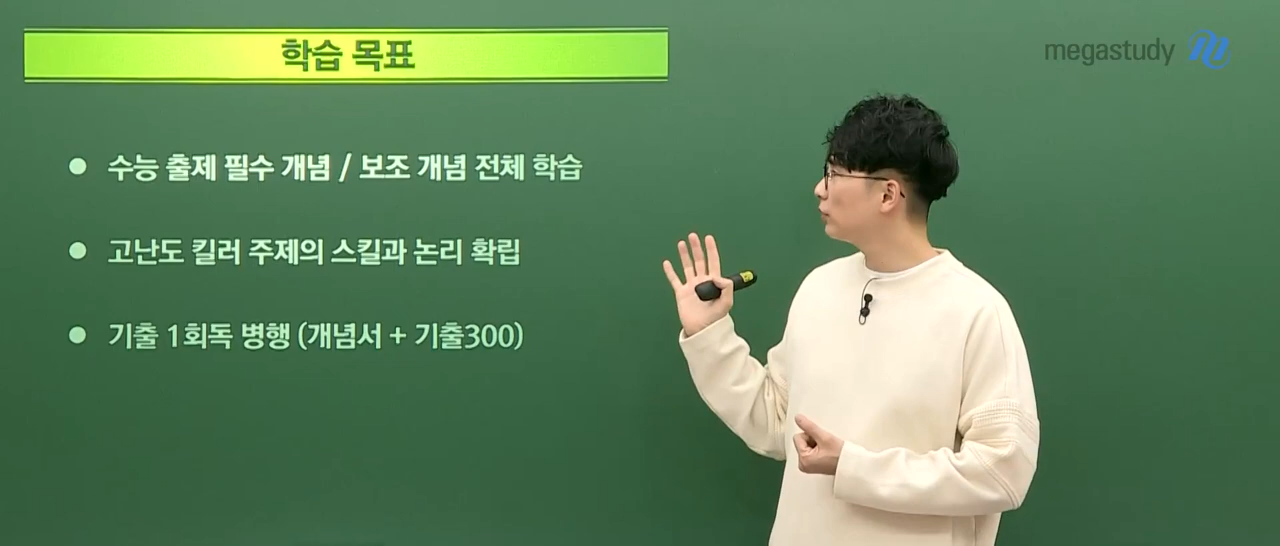 학습 목표
megastudy
● 수능 출제 필수 개념 / 보조 개념 전체 학습
● 고난도 킬러 주제의 스킬과 논리 확립
● 기출 1회독 병행 (개념서 + 기출300)